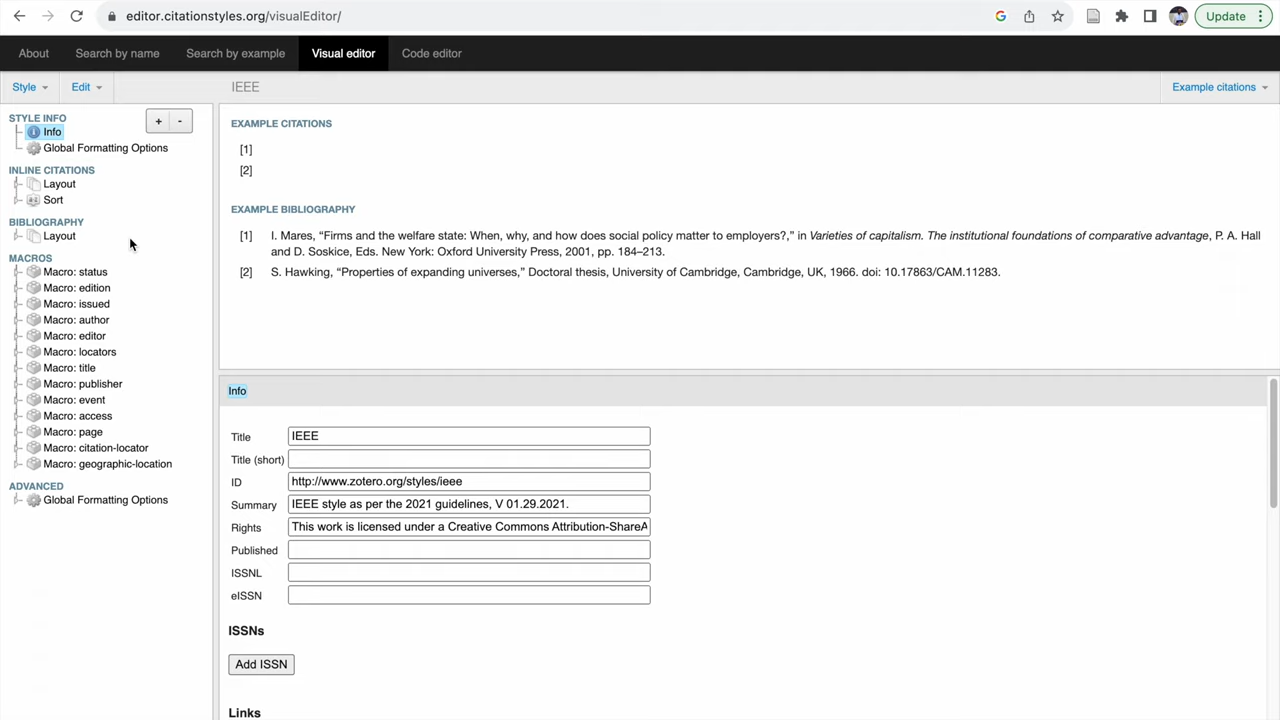 editor.citationstyles.org/visualEditor/
Update
About Search by name Search by example Visual editor Code editor
Style Edit IEEE Example citations
STYLE INFO
+ -
Info
Global Formatting Options
INLINE CITATIONS
Layout
Sort
BIBLIOGRAPHY
Layout
MACROS
Macro: status
Macro: edition
Macro: issued
Macro: author
Macro: editor
Macro: locators
Macro: title
Macro: publisher
Macro: event
Macro: access
Macro: page
Macro: citation-locator
Macro: geographic-location
ADVANCED
Global Formatting Options
EXAMPLE CITATIONS
[1]
[2]
EXAMPLE BIBLIOGRAPHY
[1] I. Mares, “Firms and the welfare state: When, why, and how does social policy matter to employers?,” in Varieties of capitalism. The institutional foundations of comparative advantage, P. A. Hall
and D. Soskice, Eds. New York: Oxford University Press, 2001, pp. 184–213.
[2] S. Hawking, “Properties of expanding universes,” Doctoral thesis, University of Cambridge, Cambridge, UK, 1966. doi: 10.17863/CAM.11283.
Info
Title IEEE
Title (short)
ID http://www.zotero.org/styles/ieee
Summary IEEE style as per the 2021 guidelines, V 01.29.2021.
Rights This work is licensed under a Creative Commons Attribution-ShareA
Published
ISSNL
eISSN
ISSNs
Add ISSN
Links